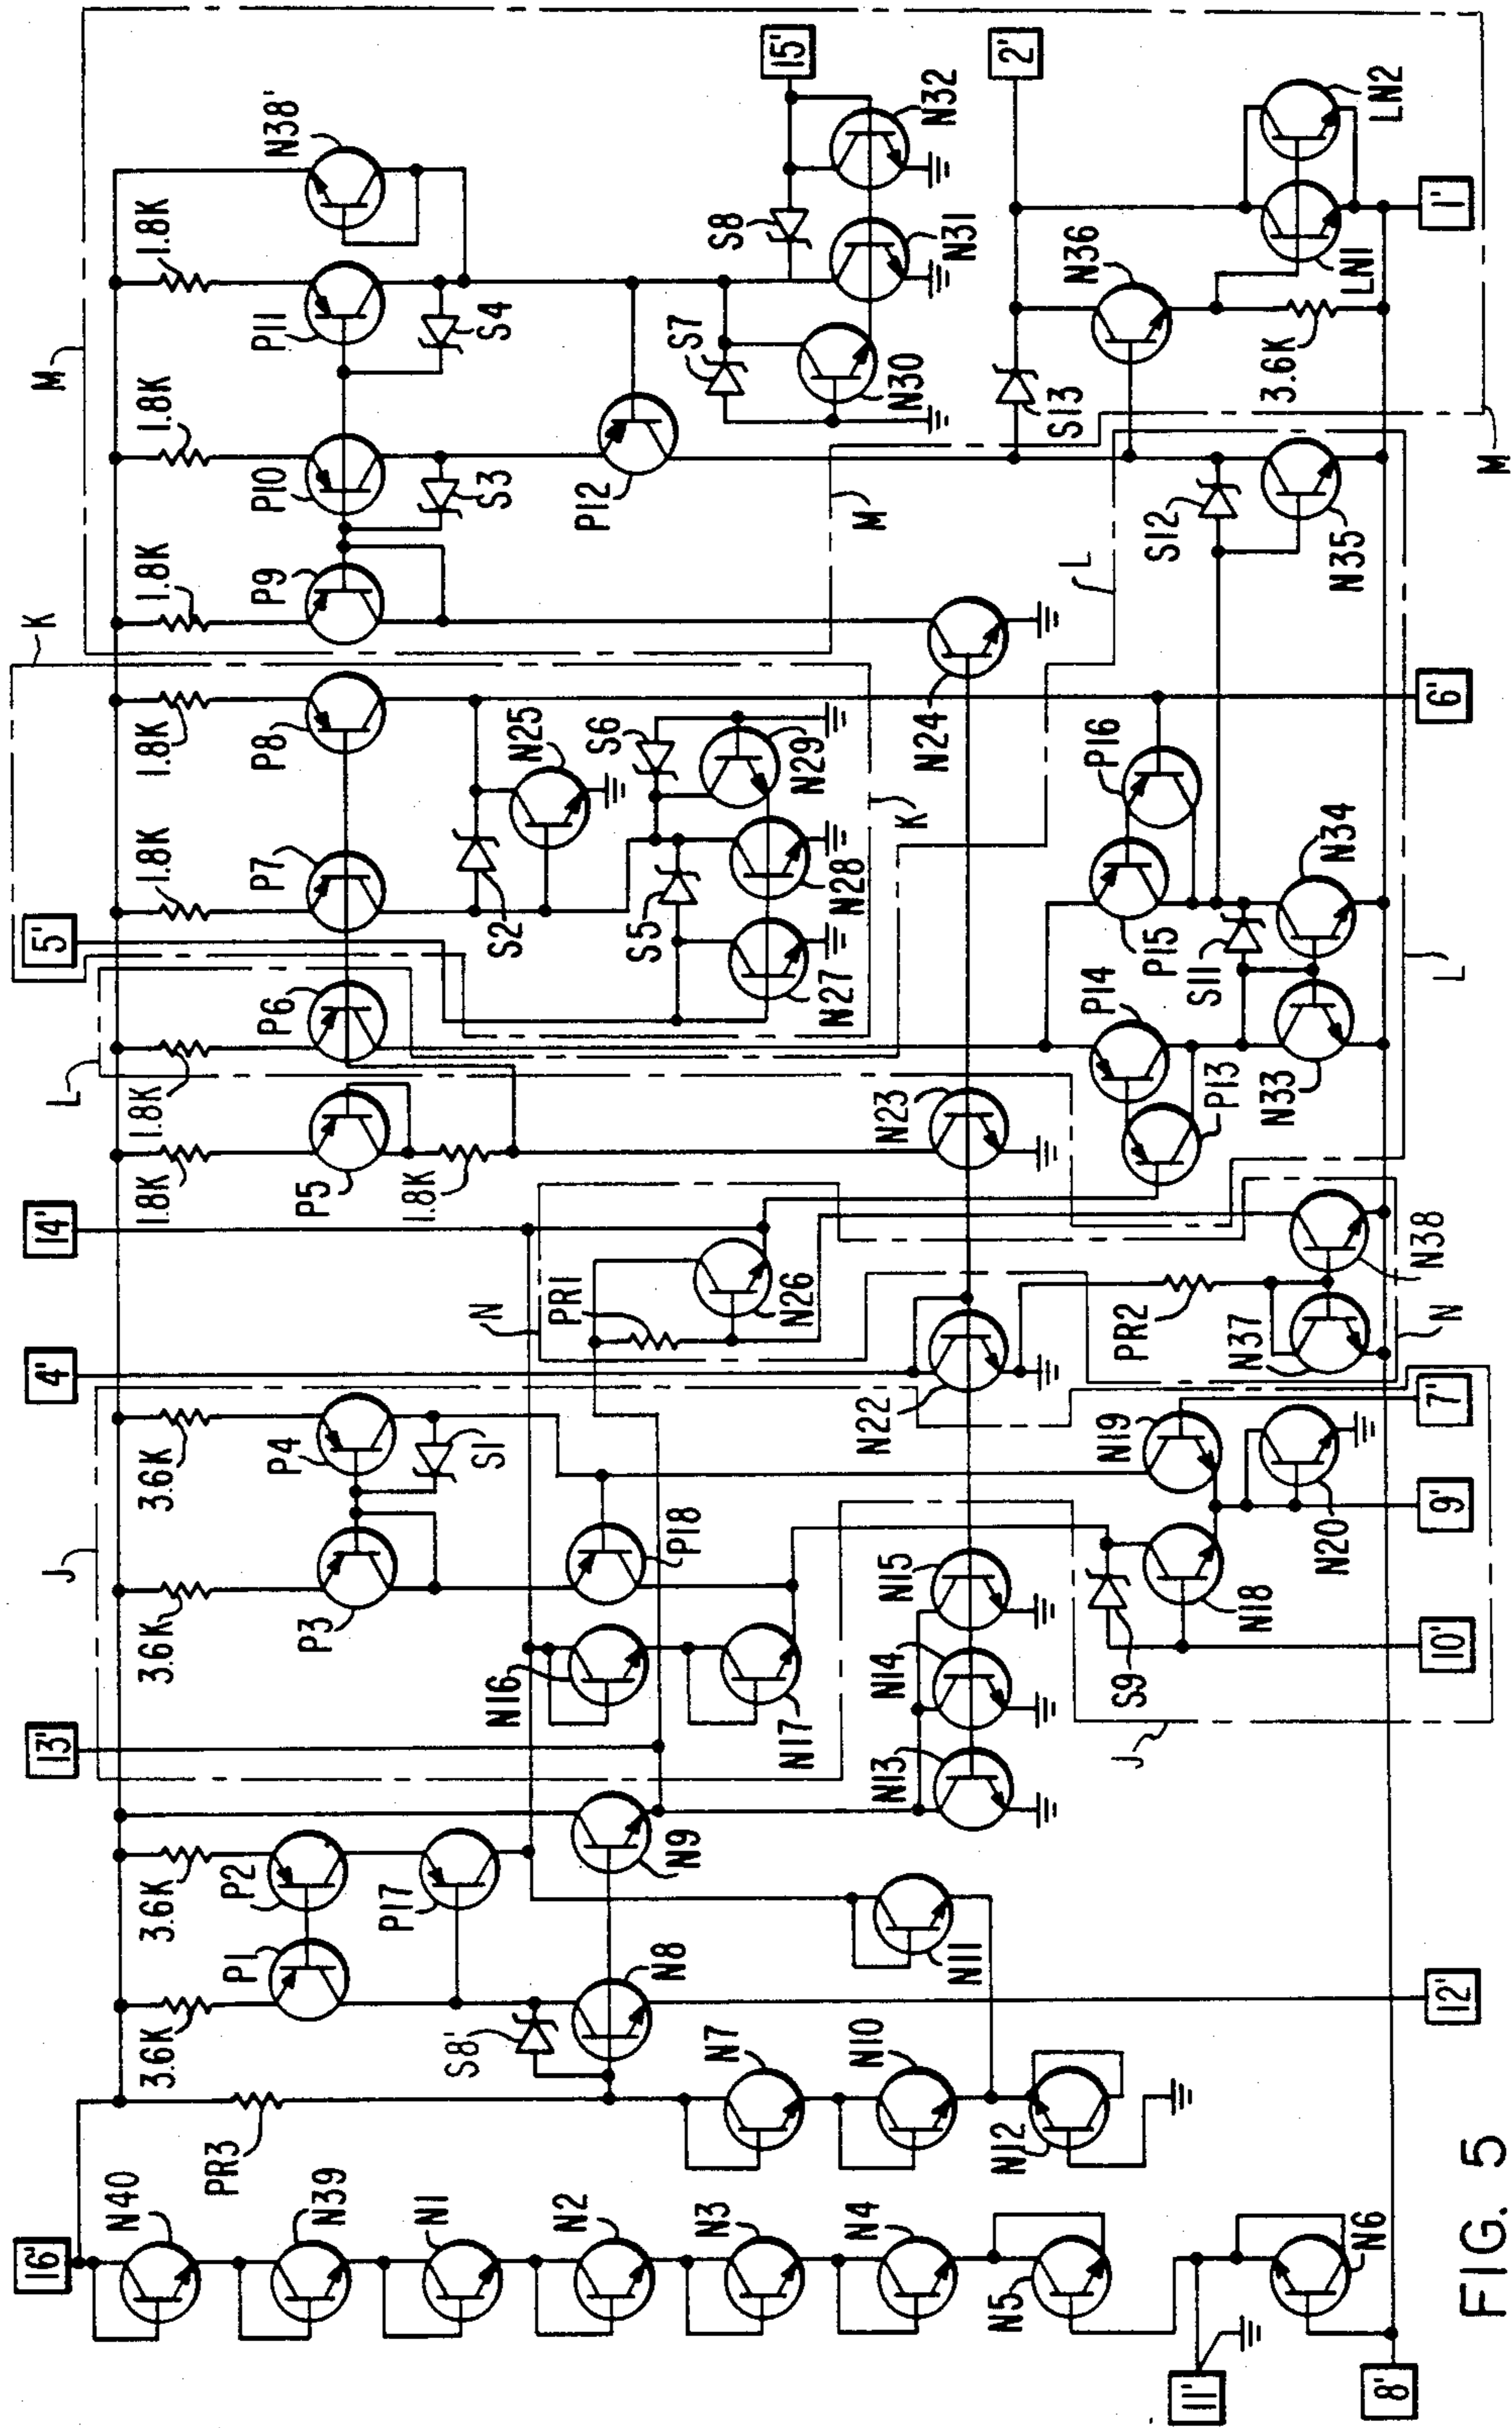 16'
13'
4'
14'
5'
K
M
N40
N39
N1
N2
N3
N4
N5
N6
11'
8'
PR3
3.6K
3.6K
P1
P2
P17
S8'
N8
N9
N7
N10
N12
N11
12'
J
3.6K
3.6K
P3
P4
S1
N16
P18
N17
N13
N14
N15
N22
J
S9
N18
N19
N20
10'
9'
7'
N
PR1
N26
PR2
N37
N38
N
L
1.8K
1.8K
P5
1.8K
P6
N23
P13
P14
P15
P16
S11
N33
N34
L
1.8K
1.8K
P7
P8
S2
N25
S5
S6
N27
N28
N29
K
N24
L
6'
1.8K
1.8K
1.8K
P9
P10
P11
N38'
S3
S4
P12
M
S7
S8
N30
N31
N32
15'
2'
S13
N36
3.6K
LN1
LN2
S12
N35
1'
M
FIG. 5